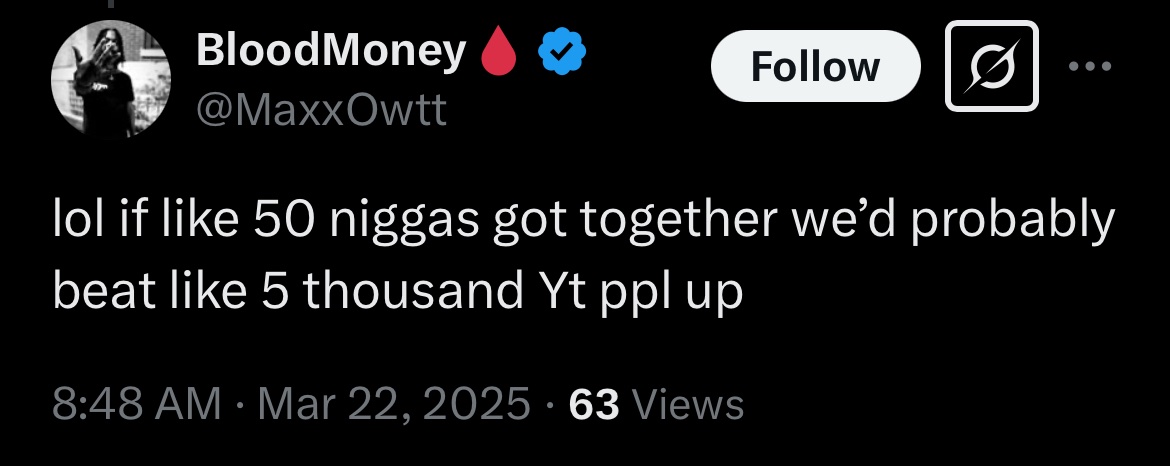 BloodMoney
Follow
@MaxxOwtt
lol if like 50 niggas got together we’d probably
beat like 5 thousand Yt ppl up
8:48 AM · Mar 22, 2025 · 63 Views